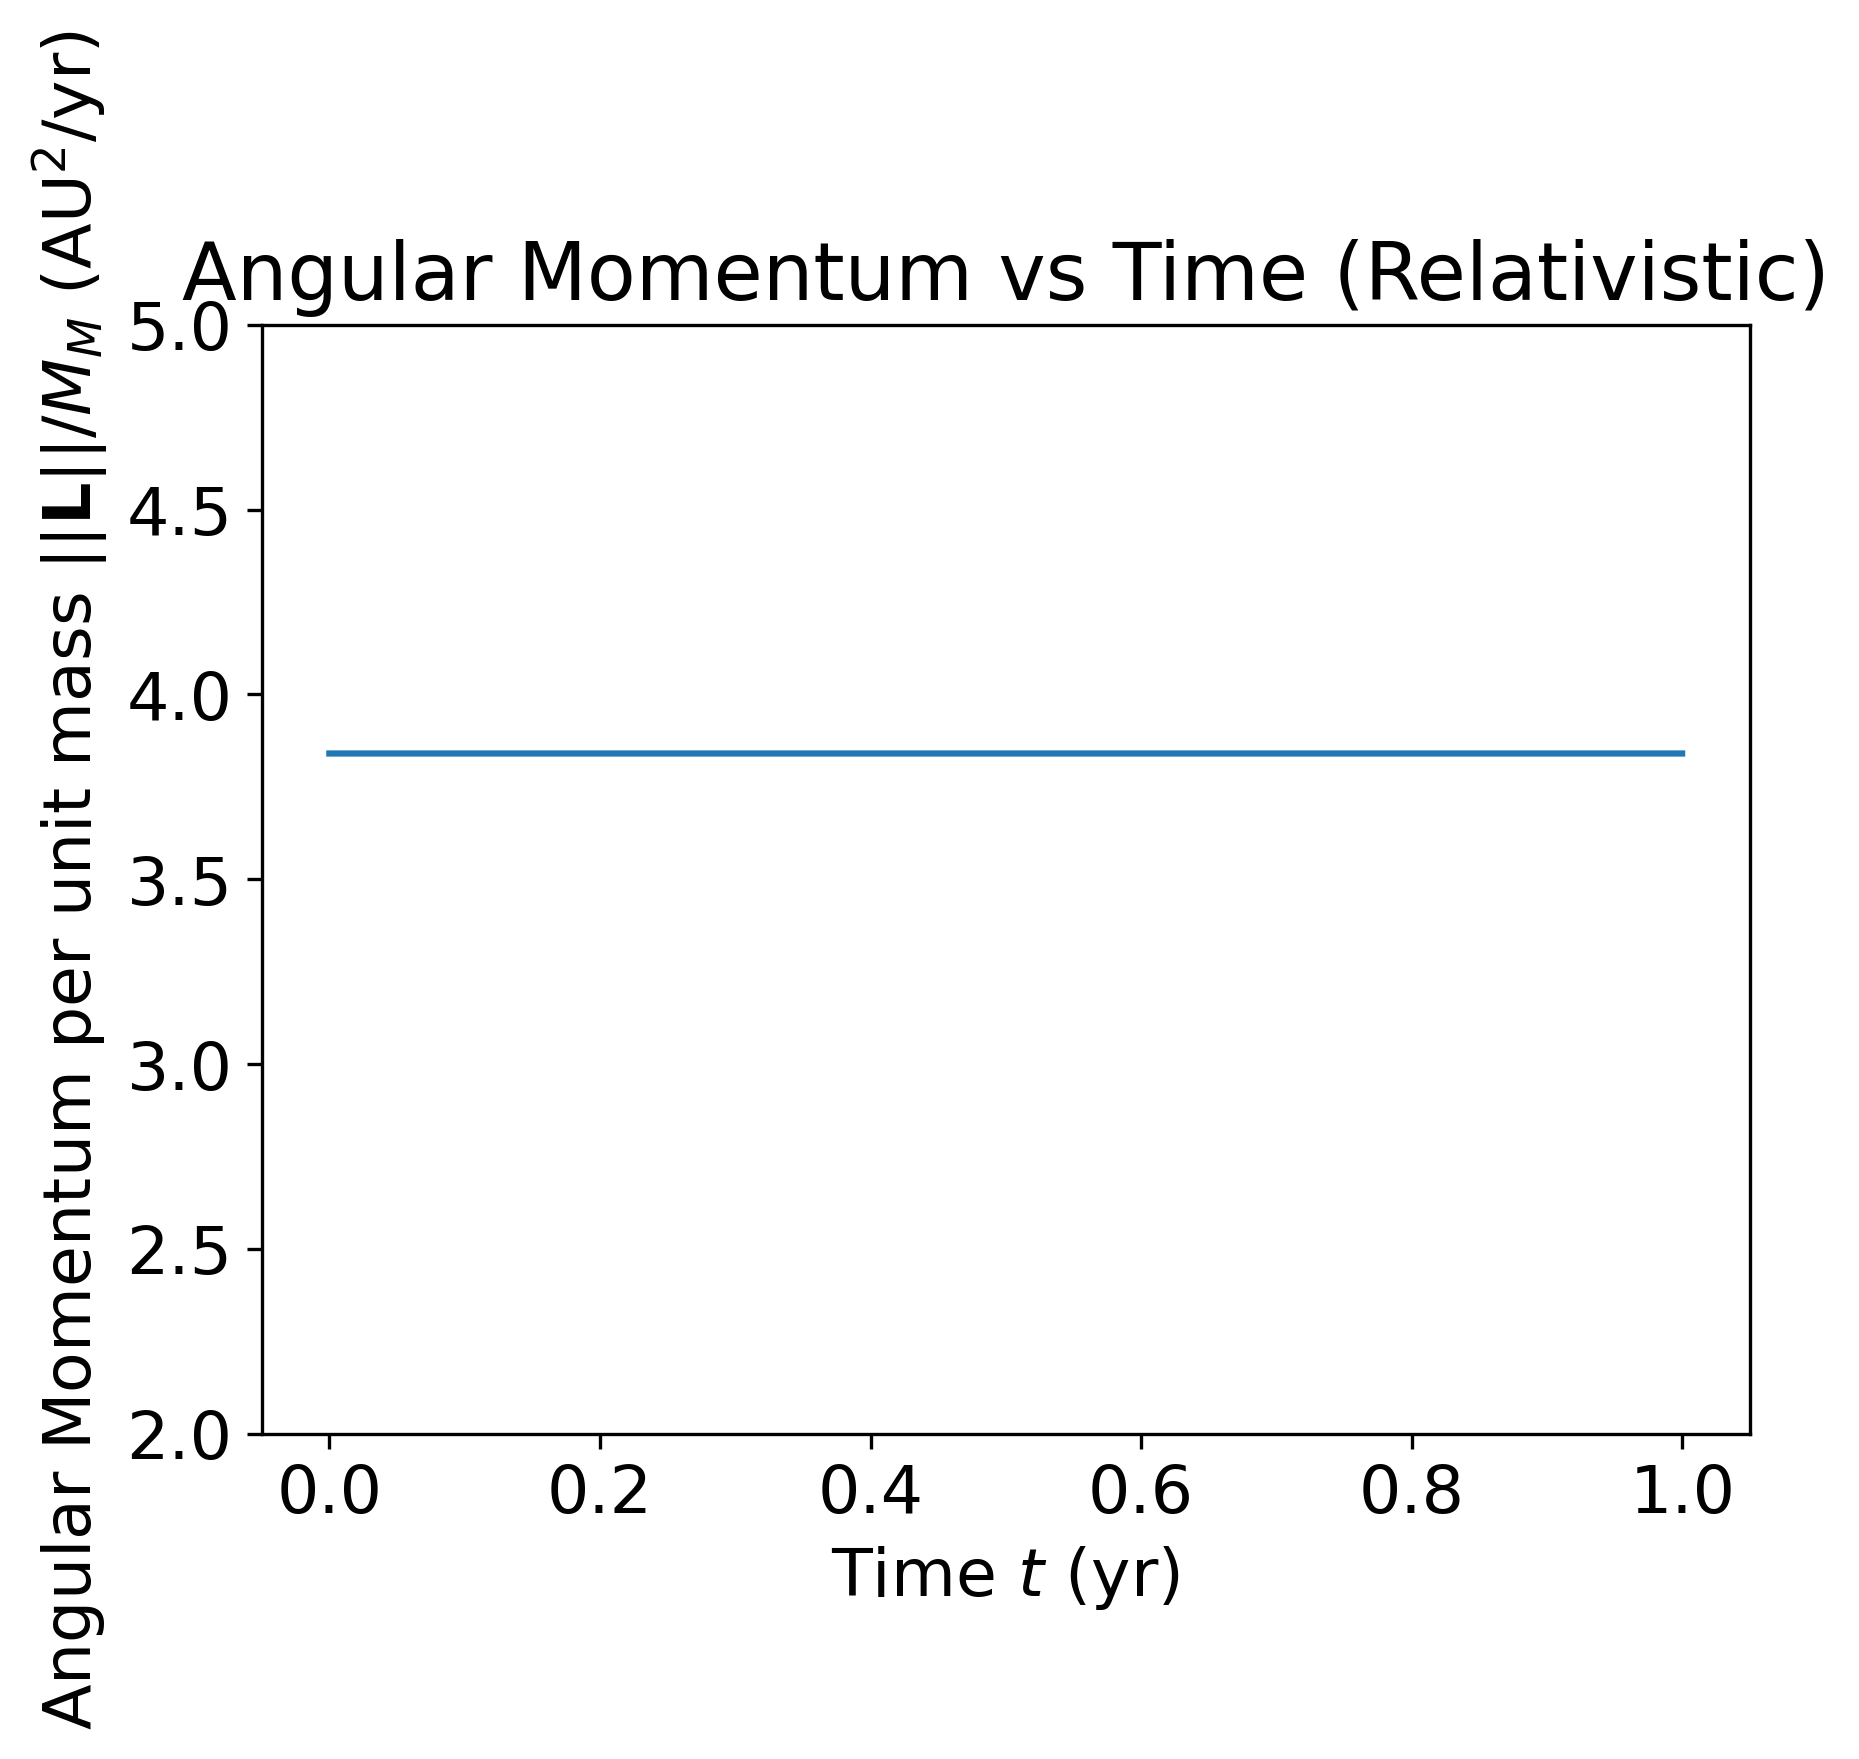 Angular Momentum vs Time (Relativistic)
Angular Momentum per unit mass ||L||/M_M (AU²/yr)
5.0
4.5
4.0
3.5
3.0
2.5
2.0
0.0 0.2 0.4 0.6 0.8 1.0
Time t (yr)